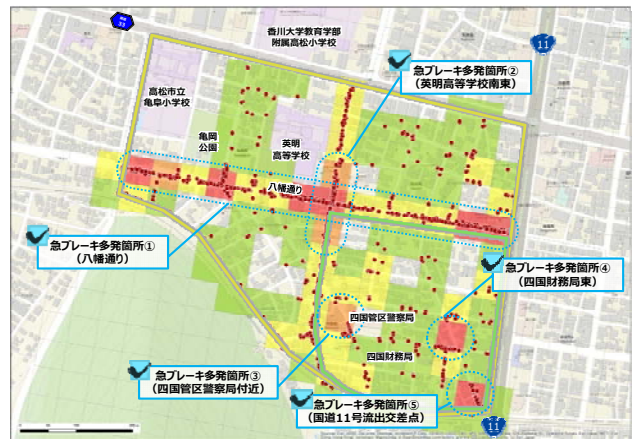 香川大学教育学部
附属高松小学校
11
33
急ブレーキ多発箇所②
（英明高等学校南東）
高松市立
亀阜小学校
亀岡
公園
英明
高等学校
八幡通り
急ブレーキ多発箇所①
（八幡通り）
急ブレーキ多発箇所④
（四国財務局東）
四国管区警察局
四国財務局
急ブレーキ多発箇所③
（四国管区警察局付近）
急ブレーキ多発箇所⑤
（国道11号流出交差点）
11